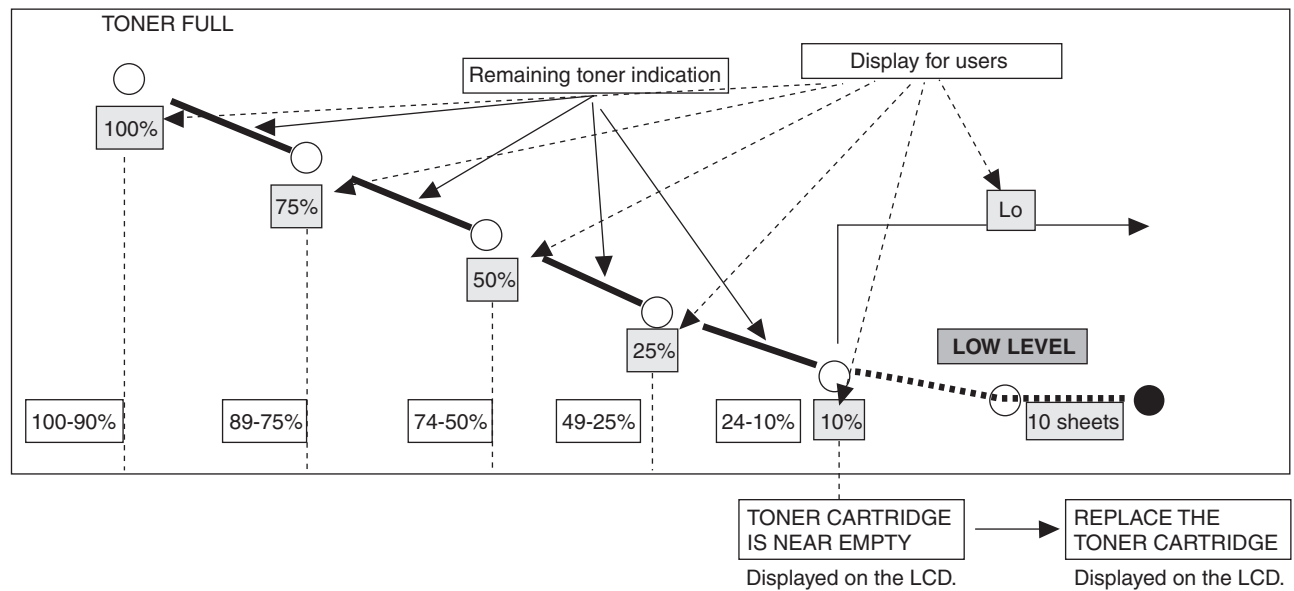 TONER FULL
Remaining toner indication
Display for users
100%
75%
Lo
50%
25%
LOW LEVEL
100-90%
89-75%
74-50%
49-25%
24-10%
10%
10 sheets
TONER CARTRIDGE
IS NEAR EMPTY
Displayed on the LCD.
REPLACE THE
TONER CARTRIDGE
Displayed on the LCD.